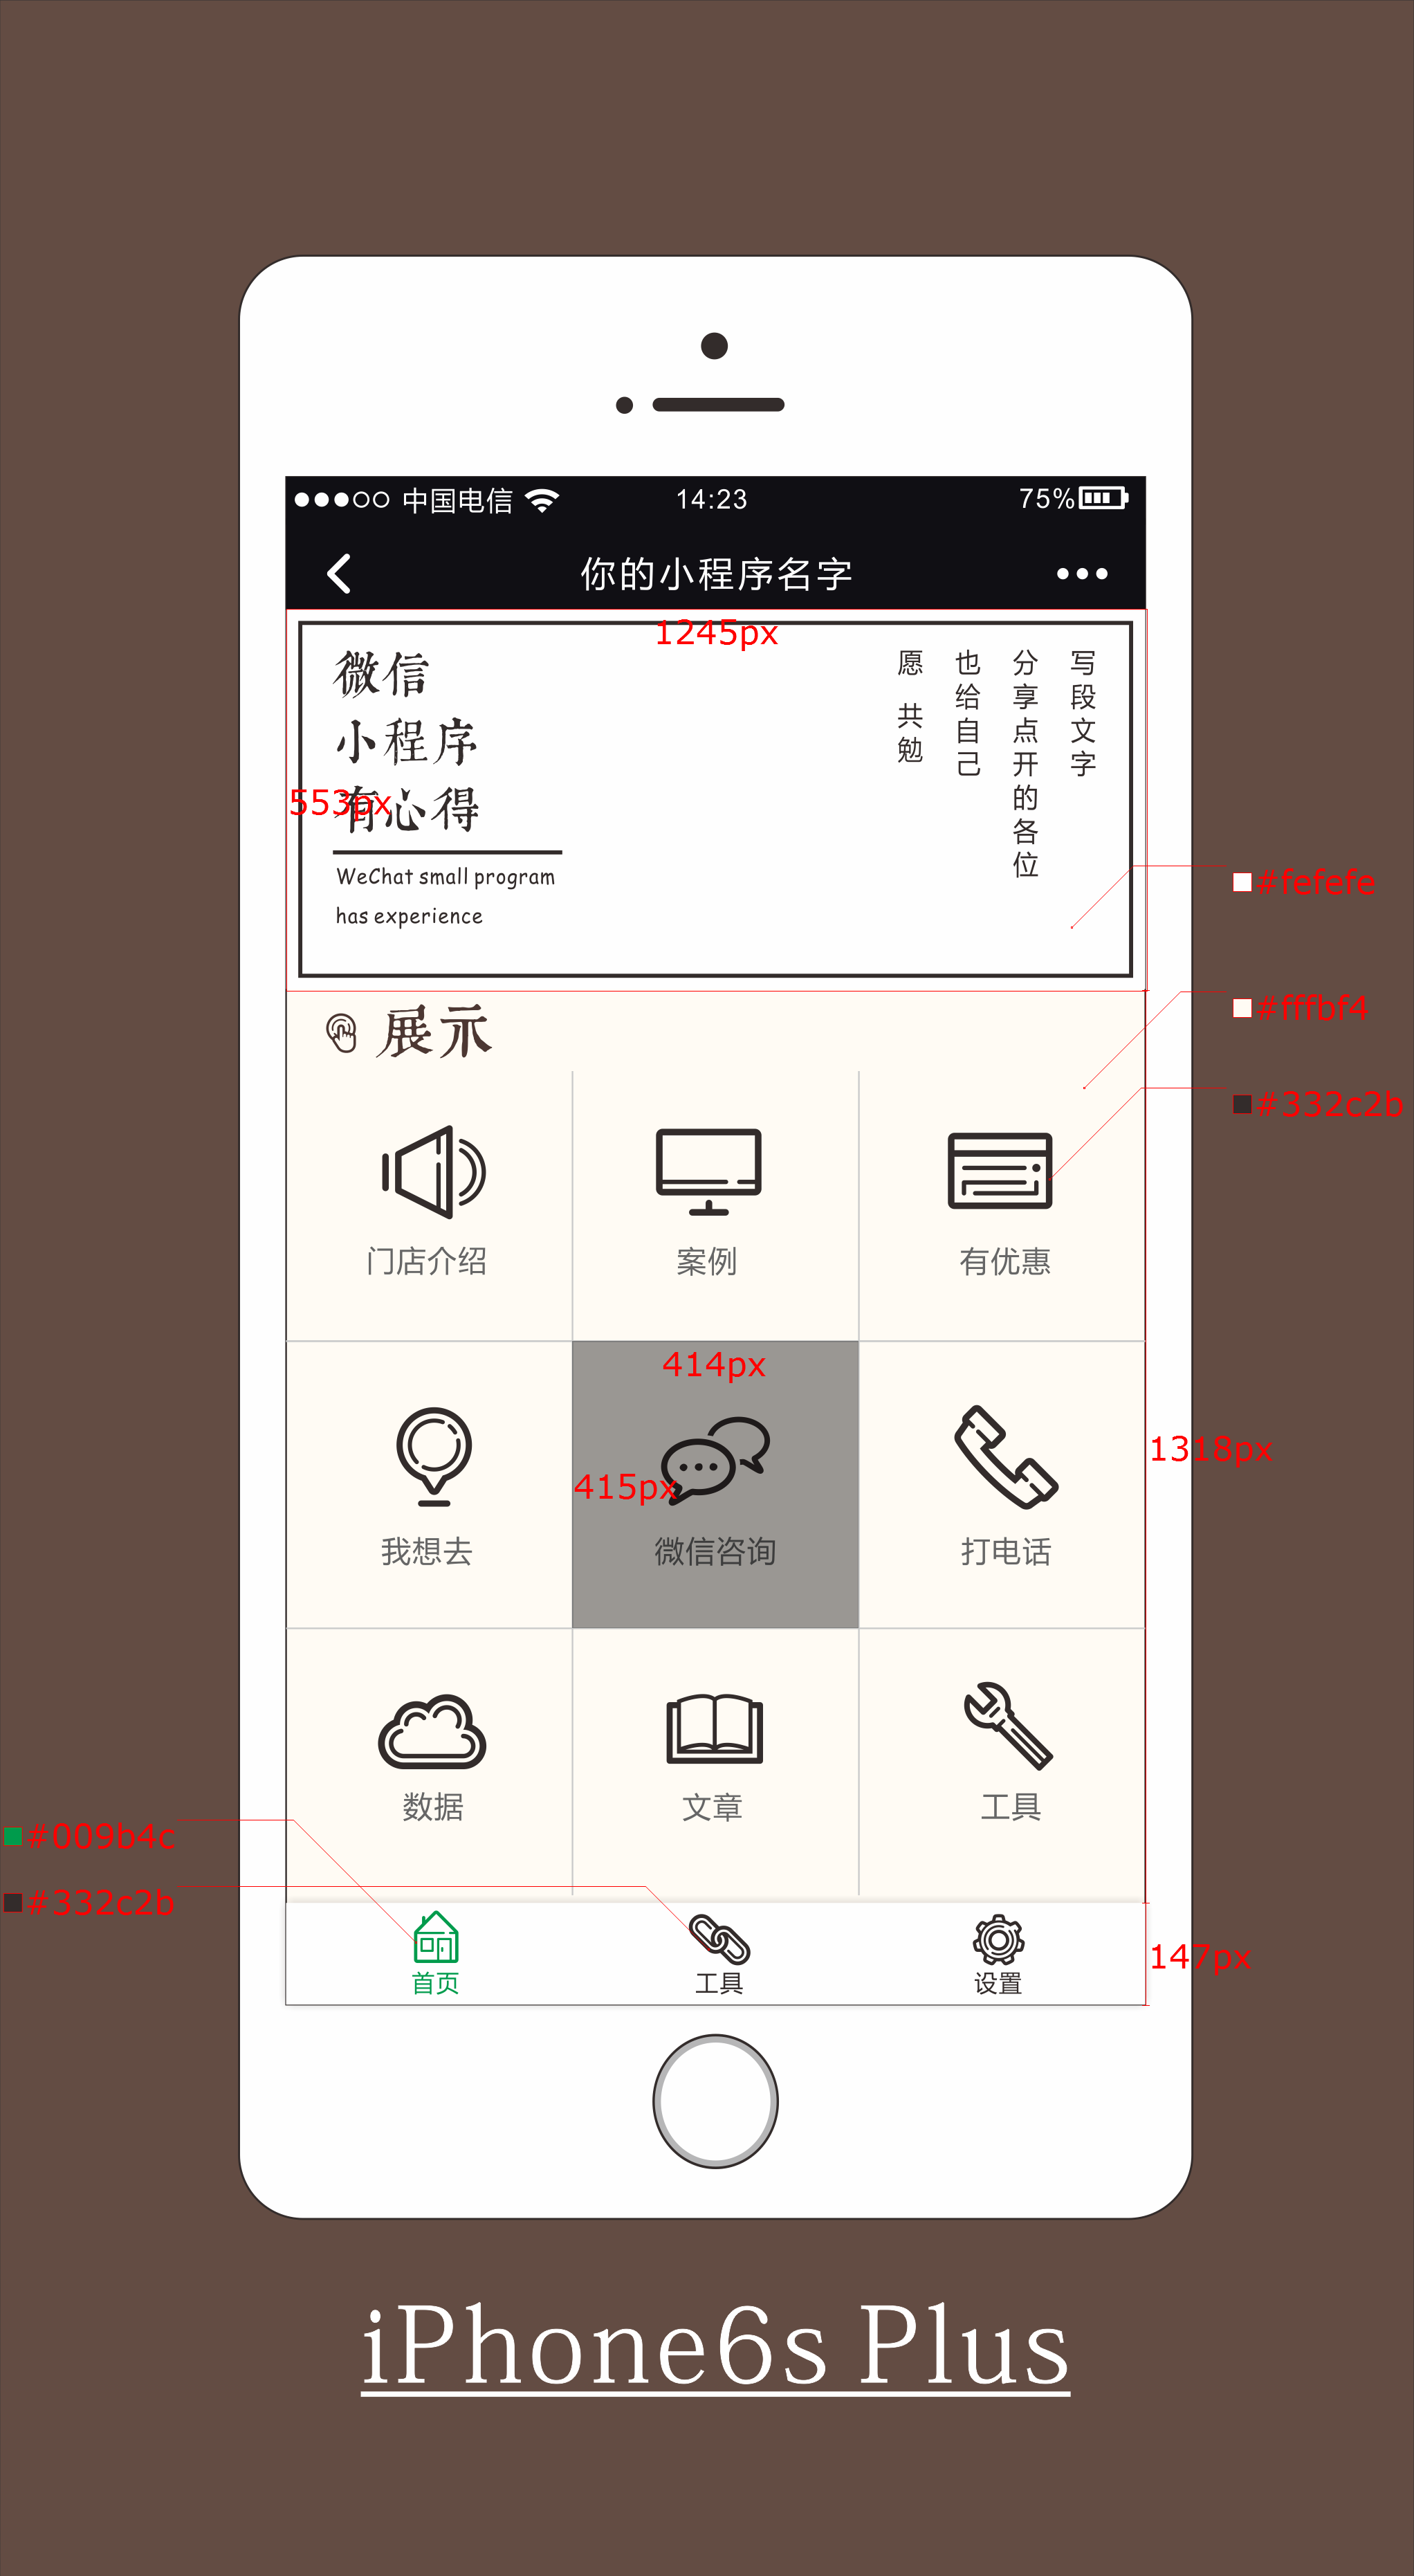 中国电信 14:23 75%
你的小程序名字
1245px
微信
小程序
有心得
553px
WeChat small program
has experience
写段文字
分享点开的各位
也给自己
愿 共勉
#fefefe
#fffbf4
#332c2b
展示
门店介绍 案例 有优惠
414px
415px
1318px
我想去 微信咨询 打电话
数据 文章 工具
#009b4c
#332c2b
147px
首页 工具 设置
iPhone6s Plus